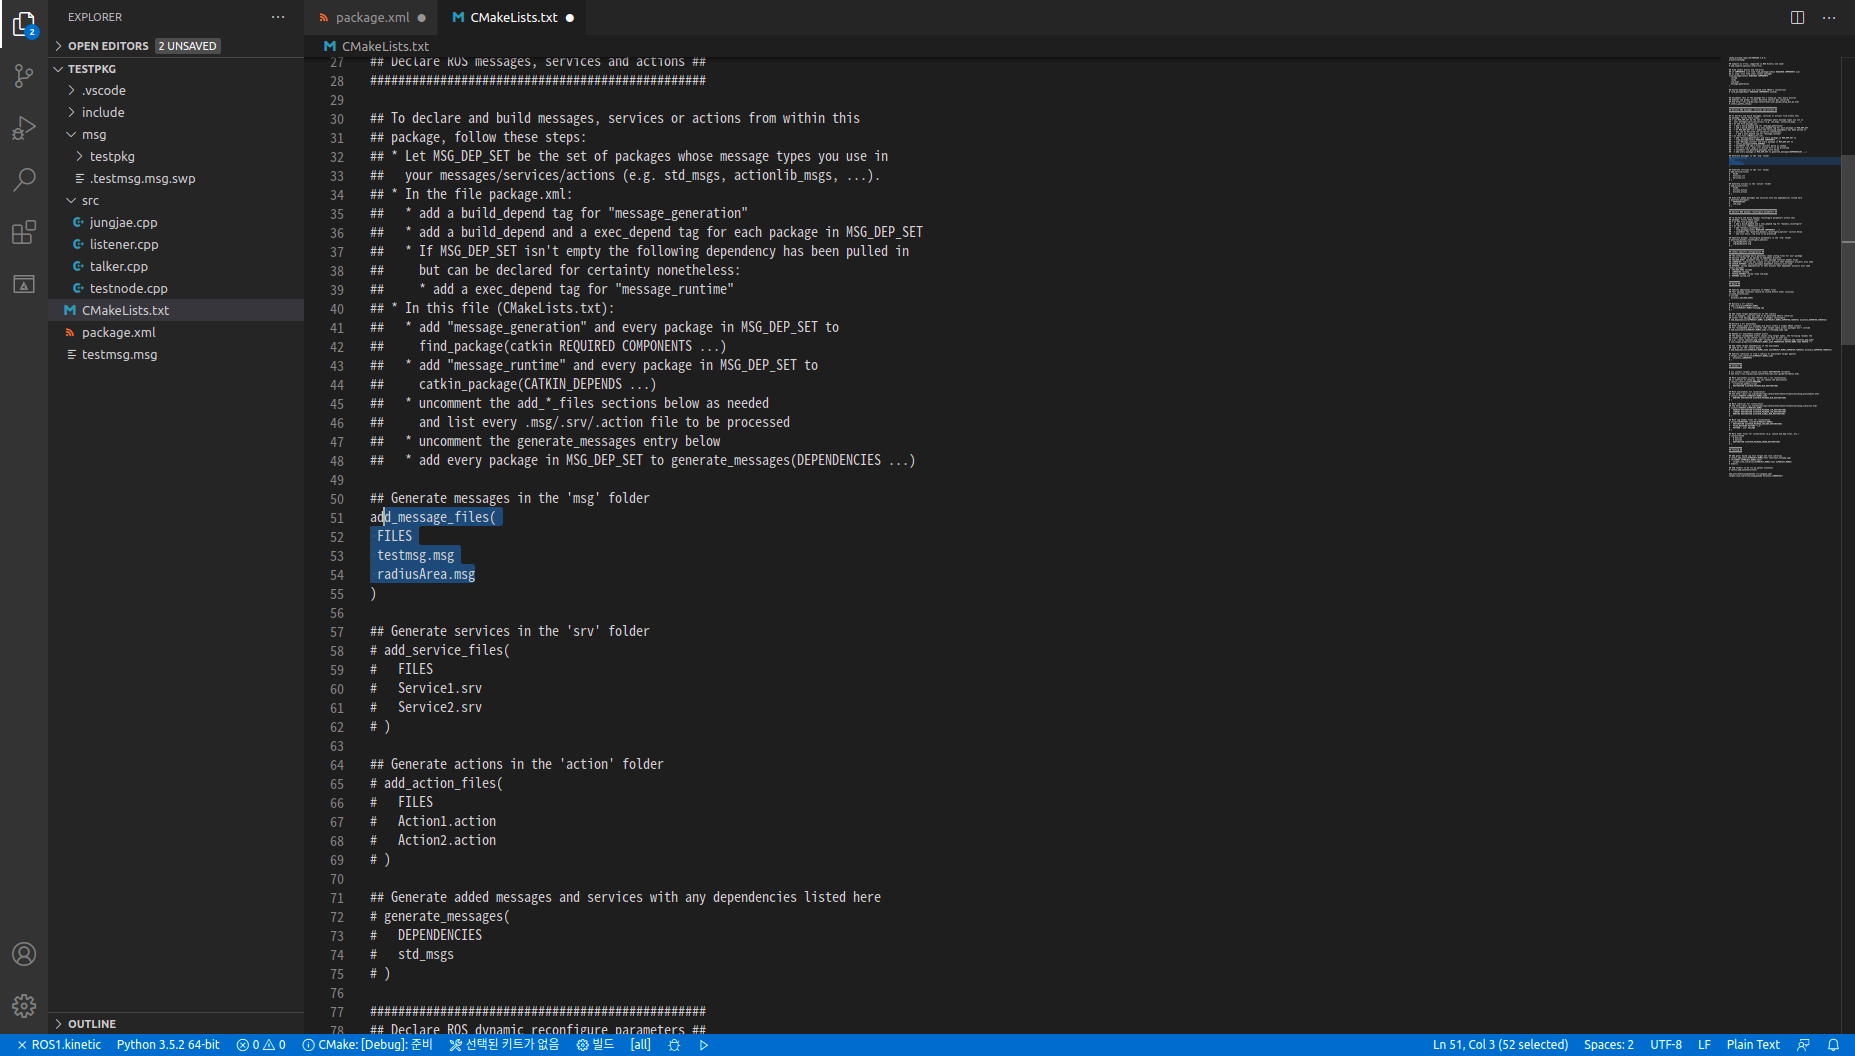 EXPLORER
OPEN EDITORS 2 UNSAVED
TESTPKG
.vscode
include
msg
testpkg
.testmsg.msg.swp
src
jungjae.cpp
listener.cpp
talker.cpp
testnode.cpp
CMakeLists.txt
package.xml
testmsg.msg
OUTLINE
2
package.xml
CMakeLists.txt
CMakeLists.txt
27 ## Declare ROS messages, services and actions ##
28 ################################################
29
30 ## To declare and build messages, services or actions from within this
31 ## package, follow these steps:
32 ## * Let MSG_DEP_SET be the set of packages whose message types you use in
33 ##   your messages/services/actions (e.g. std_msgs, actionlib_msgs, ...).
34 ## * In the file package.xml:
35 ##   * add a build_depend tag for "message_generation"
36 ##   * add a build_depend and a exec_depend tag for each package in MSG_DEP_SET
37 ##   * If MSG_DEP_SET isn't empty the following dependency has been pulled in
38 ##     but can be declared for certainty nonetheless:
39 ##     * add a exec_depend tag for "message_runtime"
40 ## * In this file (CMakeLists.txt):
41 ##   * add "message_generation" and every package in MSG_DEP_SET to
42 ##     find_package(catkin REQUIRED COMPONENTS ...)
43 ##   * add "message_runtime" and every package in MSG_DEP_SET to
44 ##     catkin_package(CATKIN_DEPENDS ...)
45 ##   * uncomment the add_*_files sections below as needed
46 ##     and list every .msg/.srv/.action file to be processed
47 ##   * uncomment the generate_messages entry below
48 ##   * add every package in MSG_DEP_SET to generate_messages(DEPENDENCIES ...)
49
50 ## Generate messages in the 'msg' folder
51 add_message_files(
52  FILES
53  testmsg.msg
54  radiusArea.msg
55 )
56
57 ## Generate services in the 'srv' folder
58 # add_service_files(
59 #   FILES
60 #   Service1.srv
61 #   Service2.srv
62 # )
63
64 ## Generate actions in the 'action' folder
65 # add_action_files(
66 #   FILES
67 #   Action1.action
68 #   Action2.action
69 # )
70
71 ## Generate added messages and services with any dependencies listed here
72 # generate_messages(
73 #   DEPENDENCIES
74 #   std_msgs
75 # )
76
77 ################################################
78 ## Declare ROS dynamic reconfigure parameters ##
ROS1.kinetic Python 3.5.2 64-bit 0 0 CMake: [Debug]: 준비 선택된 키트가 없음 빌드 [all] Ln 51, Col 3 (52 selected) Spaces: 2 UTF-8 LF Plain Text